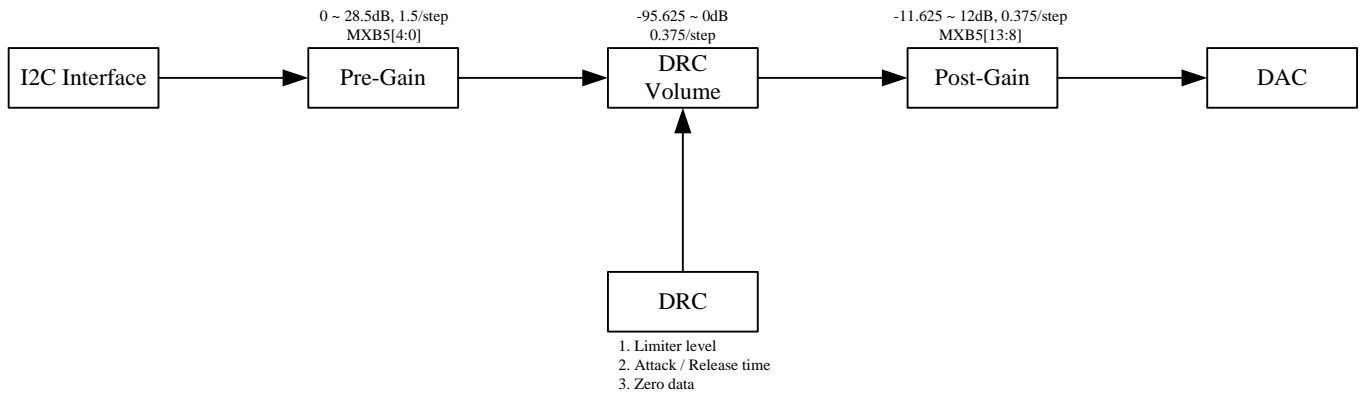 0 ~ 28.5dB, 1.5/step
MXB5[4:0]
-95.625 ~ 0dB
0.375/step
-11.625 ~ 12dB, 0.375/step
MXB5[13:8]
I2C Interface
Pre-Gain
DRC
Volume
Post-Gain
DAC
DRC
1. Limiter level
2. Attack / Release time
3. Zero data